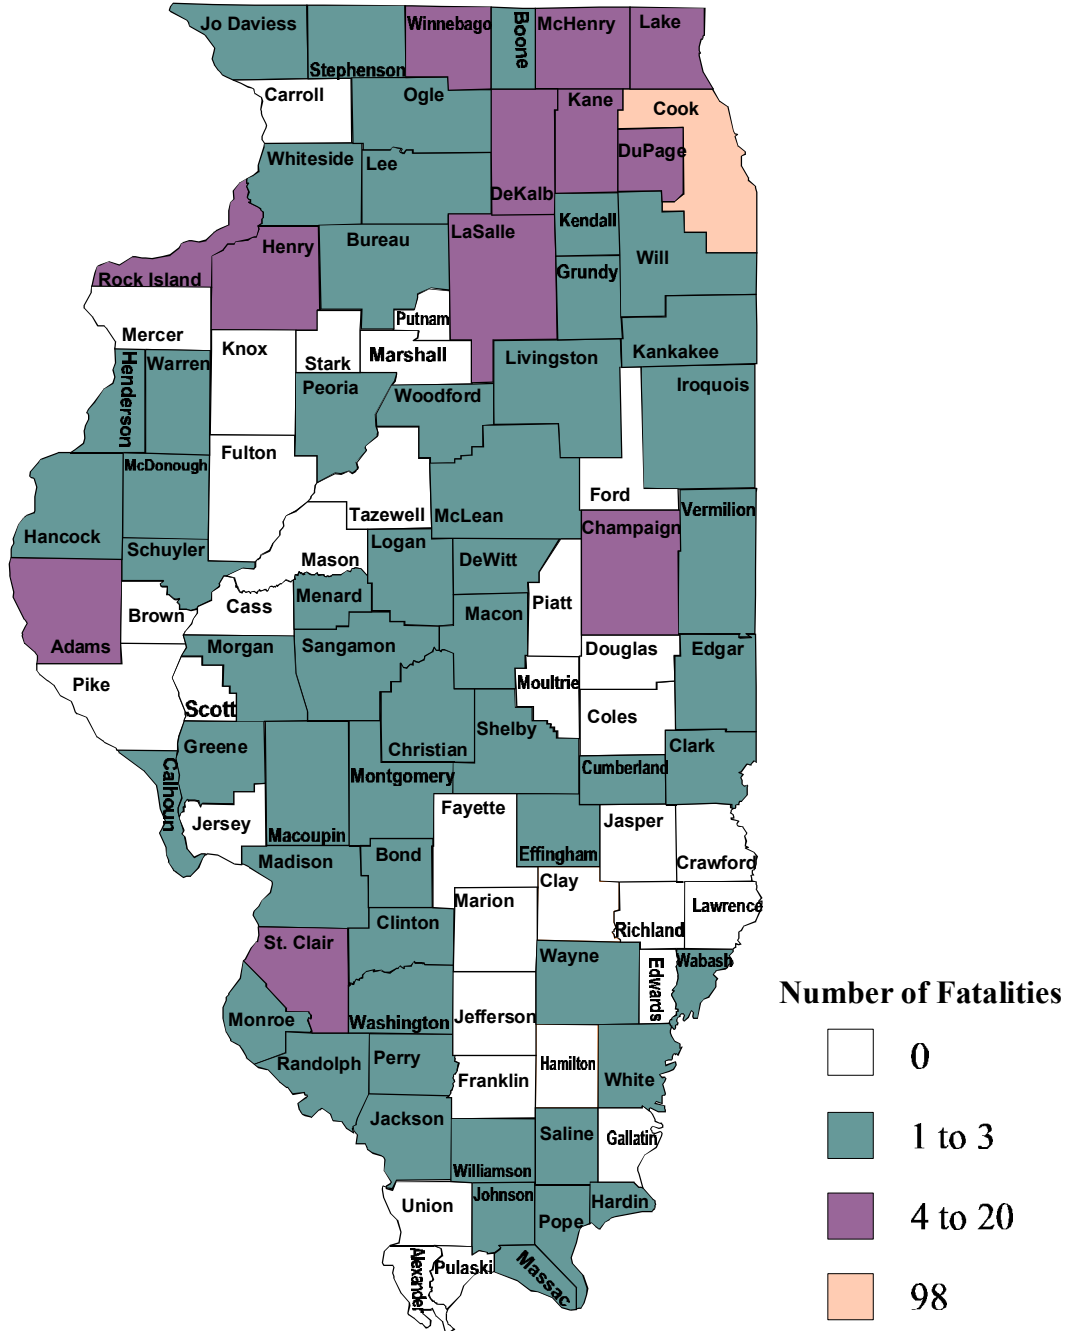 Jo Daviess
Stephenson
Winnebago
Boone
McHenry
Lake
Carroll
Ogle
Kane
Cook
DuPage
Whiteside
Lee
DeKalb
Kendall
Rock Island
Henry
Bureau
LaSalle
Will
Grundy
Mercer
Putnam
Knox
Stark
Marshall
Livingston
Kankakee
Henderson
Warren
Peoria
Woodford
Iroquois
McDonough
Fulton
Ford
Hancock
Tazewell
McLean
Champaign
Vermilion
Schuyler
Mason
Logan
DeWitt
Brown
Cass
Menard
Macon
Piatt
Adams
Morgan
Sangamon
Douglas
Edgar
Pike
Scott
Moultrie
Coles
Greene
Christian
Shelby
Clark
Calhoun
Montgomery
Cumberland
Jersey
Macoupin
Fayette
Effingham
Jasper
Crawford
Madison
Bond
Clay
Marion
Richland
Lawrence
St. Clair
Clinton
Wayne
Edwards
Wabash
Monroe
Washington
Jefferson
Randolph
Perry
Franklin
Hamilton
White
Jackson
Williamson
Saline
Gallatin
Union
Johnson
Pope
Hardin
Alexander
Pulaski
Massac
Number of Fatalities
0
1 to 3
4 to 20
98